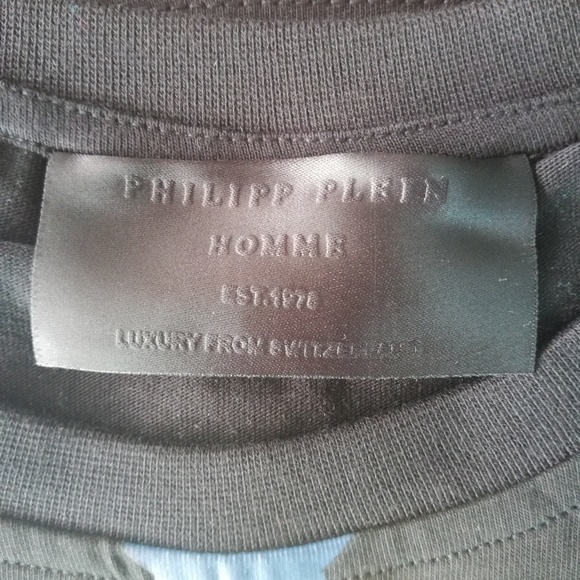 PHILIPP PLEIN
HOMME
EST.1978
LUXURY FROM SWITZERLAND